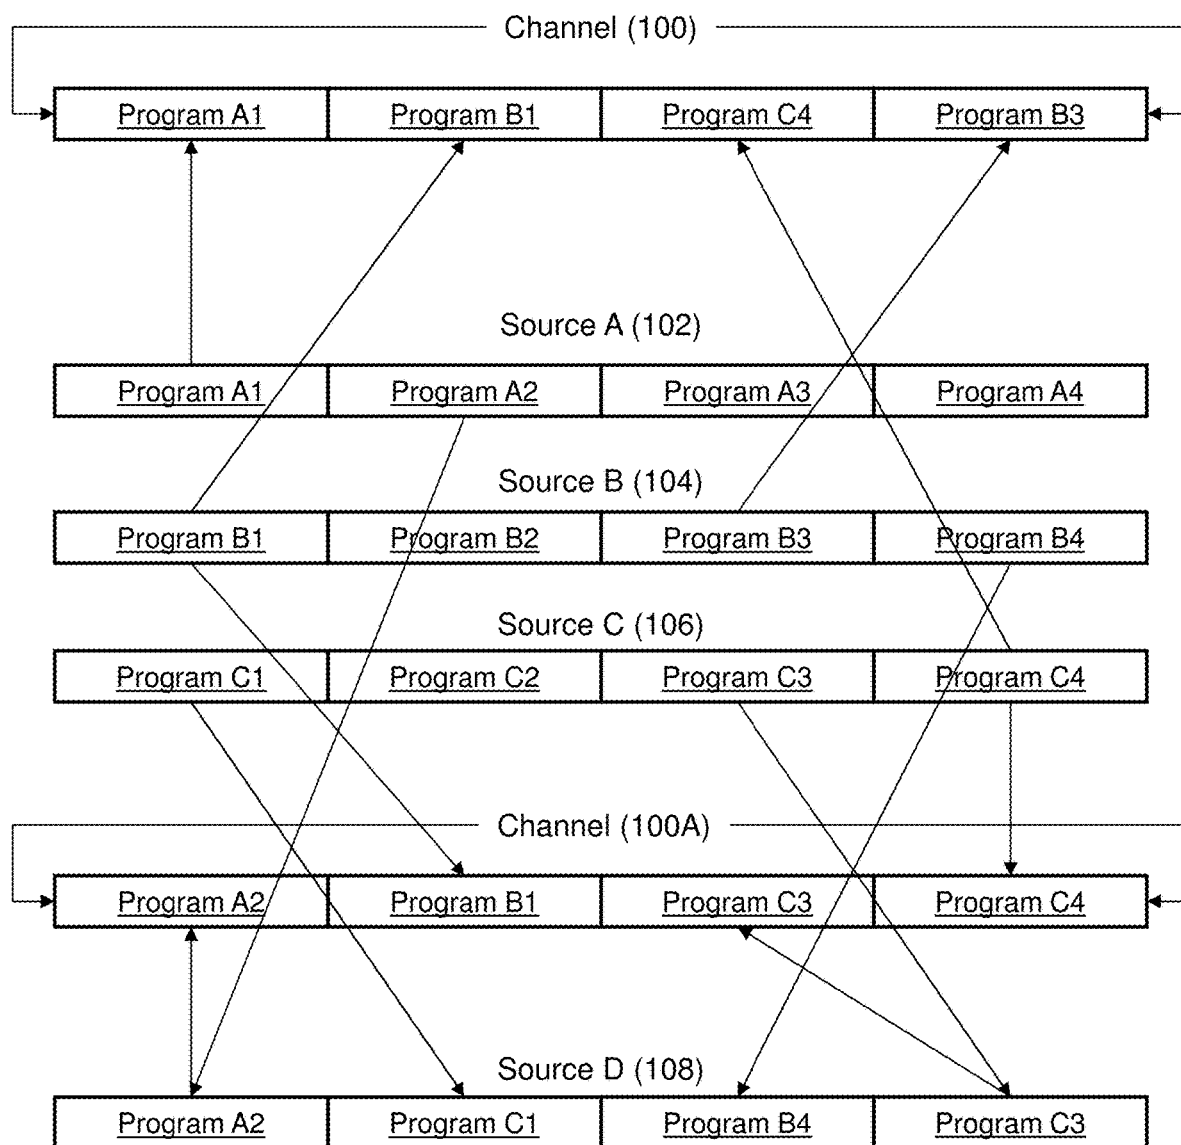 Channel (100)
Program A1 Program B1 Program C4 Program B3
Source A (102)
Program A1 Program A2 Program A3 Program A4
Source B (104)
Program B1 Program B2 Program B3 Program B4
Source C (106)
Program C1 Program C2 Program C3 Program C4
Channel (100A)
Program A2 Program B1 Program C3 Program C4
Source D (108)
Program A2 Program C1 Program B4 Program C3